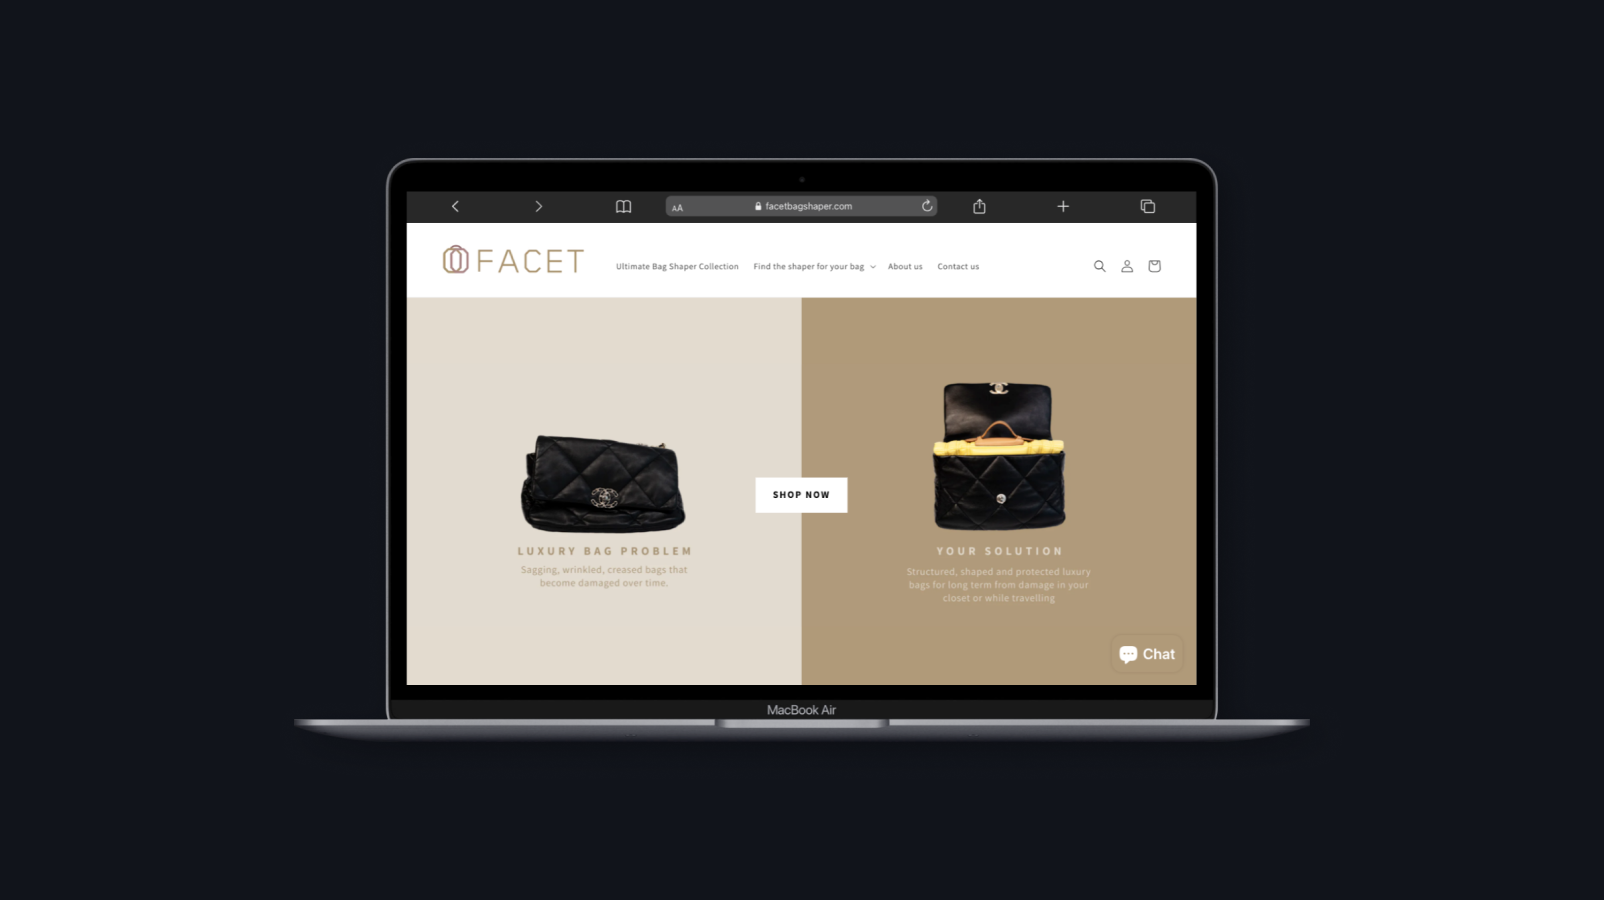 AA
facetbagshaper.com
FACET
Ultimate Bag Shaper Collection
Find the shaper for your bag
About us
Contact us
SHOP NOW
LUXURY BAG PROBLEM
Sagging, wrinkled, creased bags that
become damaged over time.
YOUR SOLUTION
Structured, shaped and protected luxury
bags for long term from damage in your
closet or while travelling
Chat
MacBook Air